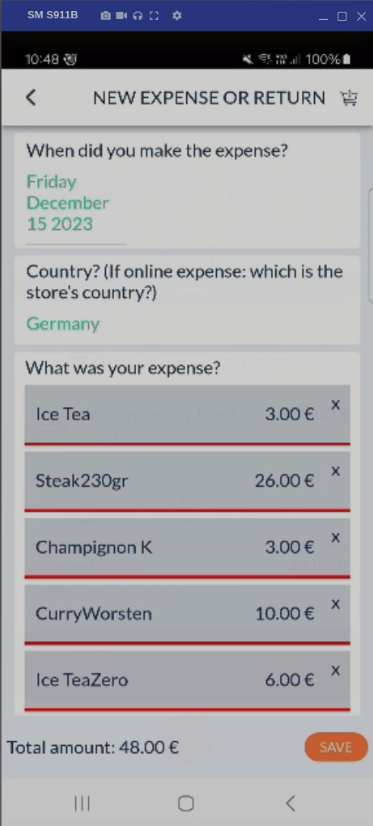 SM S911B
10:48 100%
NEW EXPENSE OR RETURN
When did you make the expense?
Friday
December
15 2023
Country? (If online expense: which is the
store's country?)
Germany
What was your expense?
Ice Tea 3.00 € x
Steak230gr 26.00 € x
Champignon K 3.00 € x
CurryWorsten 10.00 € x
Ice TeaZero 6.00 € x
Total amount: 48.00 € SAVE